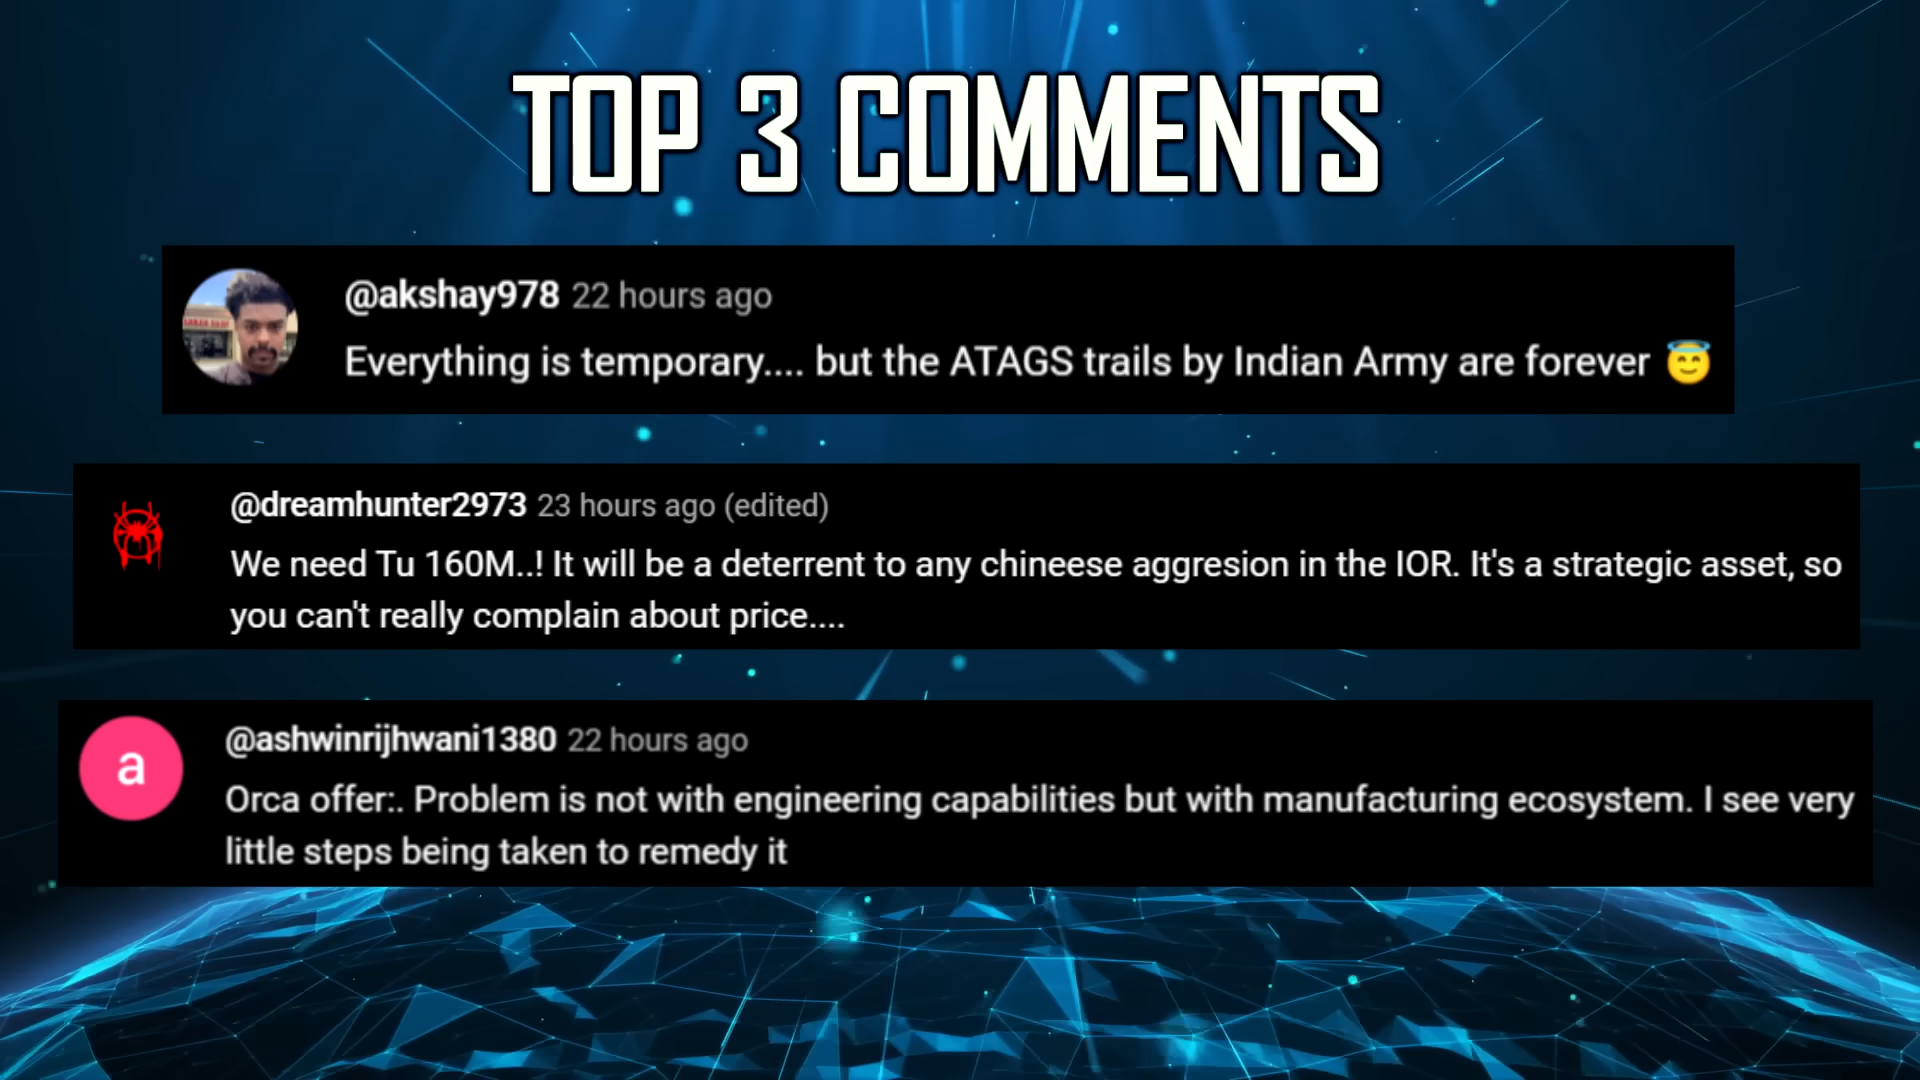 TOP 3 COMMENTS
@akshay978 22 hours ago
Everything is temporary.... but the ATAGS trails by Indian Army are forever 😇
@dreamhunter2973 23 hours ago (edited)
We need Tu 160M..! It will be a deterrent to any chineese aggresion in the IOR. It's a strategic asset, so
you can't really complain about price....
a
@ashwinrijhwani1380 22 hours ago
Orca offer:. Problem is not with engineering capabilities but with manufacturing ecosystem. I see very
little steps being taken to remedy it